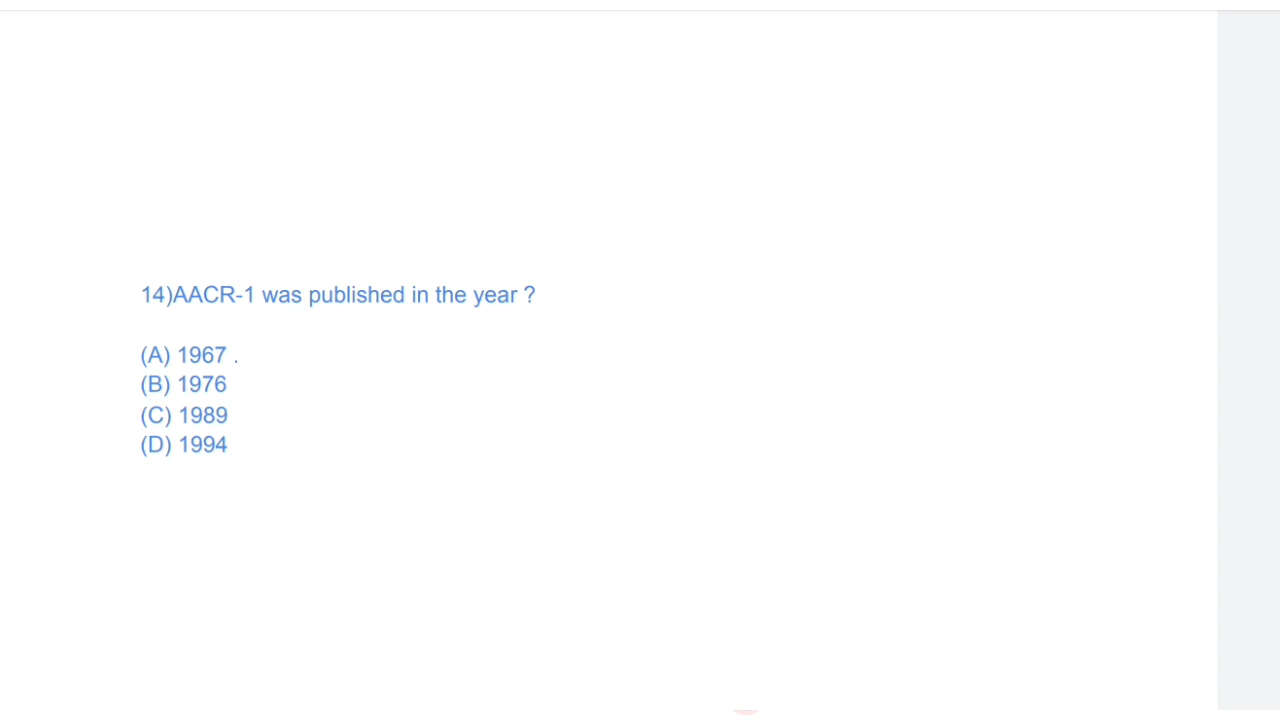 14)AACR-1 was published in the year ?
(A) 1967 .
(B) 1976
(C) 1989
(D) 1994